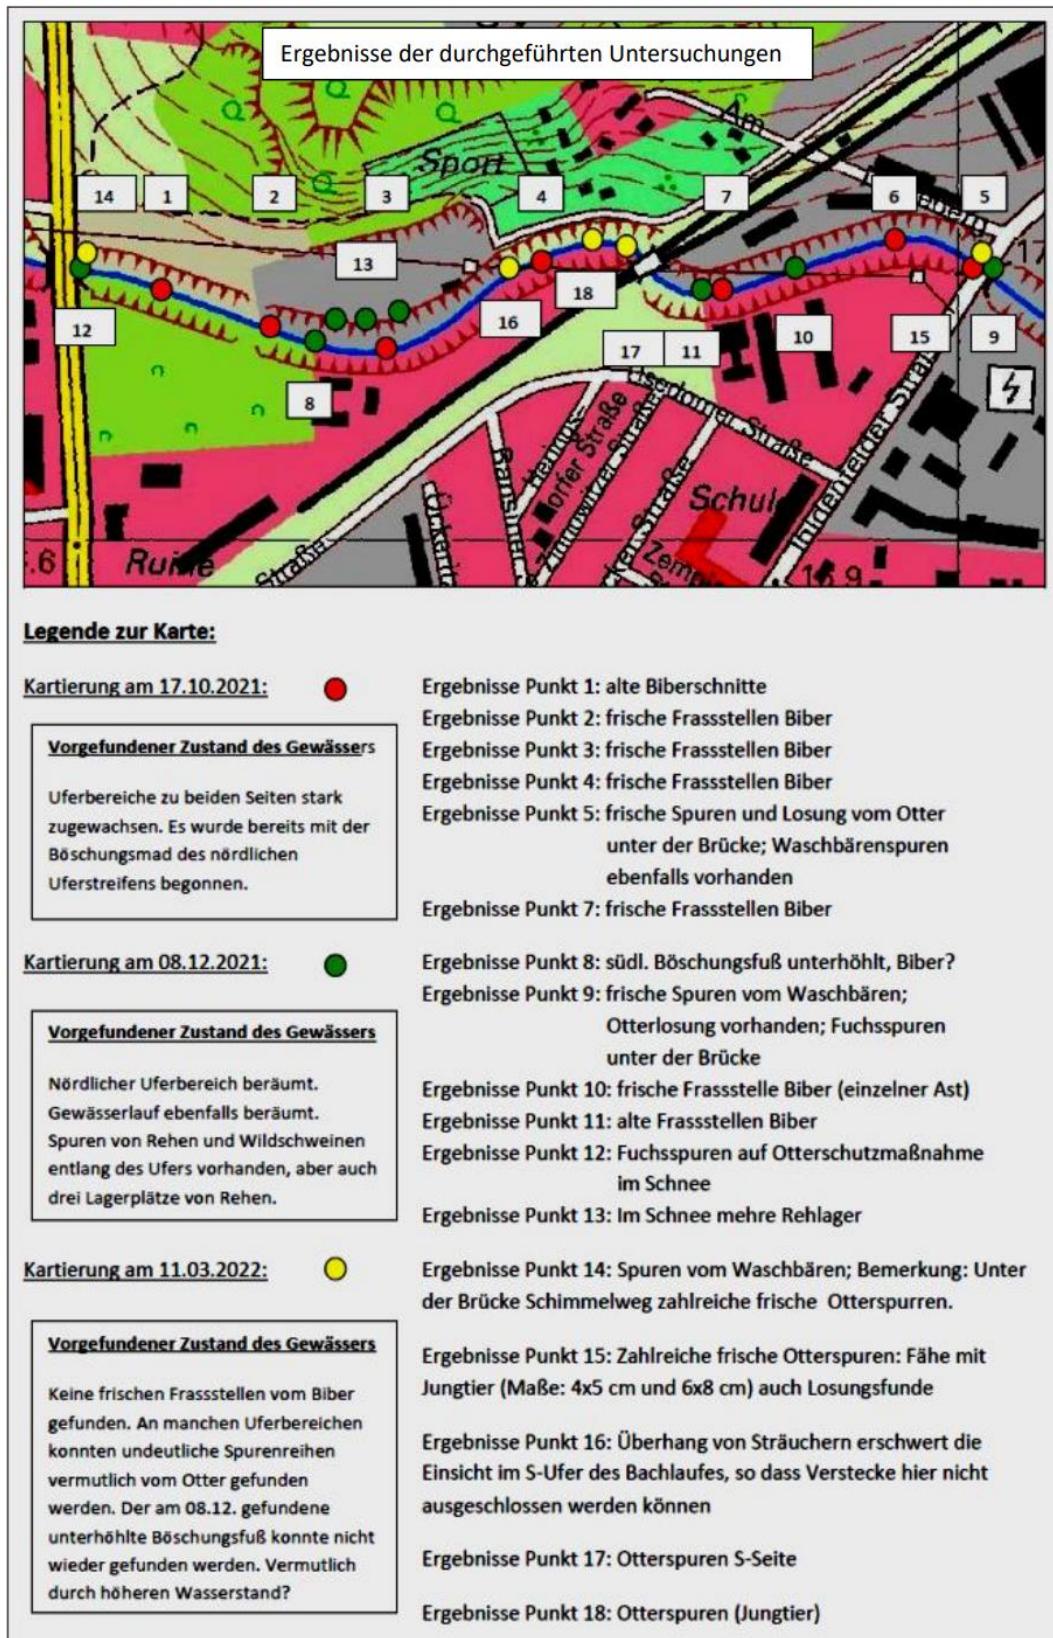 Ergebnisse der durchgeführten Untersuchungen
Am
Sport
14
1
2
3
4
7
6
5
13
18
12
16
17
11
10
15
9
8
Usedomer Straße
Herings-
dorfer Straße
Zinnowitzer Straße
Schul
Straße
Ruine
Legende zur Karte:
Kartierung am 17.10.2021:
Vorgefundener Zustand des Gewässers
Uferbereiche zu beiden Seiten stark
zugewachsen. Es wurde bereits mit der
Böschungsmad des nördlichen
Uferstreifens begonnen.
Ergebnisse Punkt 1: alte Biberschnitte
Ergebnisse Punkt 2: frische Frassstellen Biber
Ergebnisse Punkt 3: frische Frassstellen Biber
Ergebnisse Punkt 4: frische Frassstellen Biber
Ergebnisse Punkt 5: frische Spuren und Losung vom Otter
unter der Brücke; Waschbärenspuren
ebenfalls vorhanden
Ergebnisse Punkt 7: frische Frassstellen Biber
Kartierung am 08.12.2021:
Vorgefundener Zustand des Gewässers
Nördlicher Uferbereich beräumt.
Gewässerlauf ebenfalls beräumt.
Spuren von Rehen und Wildschweinen
entlang des Ufers vorhanden, aber auch
drei Lagerplätze von Rehen.
Ergebnisse Punkt 8: südl. Böschungsfuß unterhöhlt, Biber?
Ergebnisse Punkt 9: frische Spuren vom Waschbären;
Otterlosung vorhanden; Fuchsspuren
unter der Brücke
Ergebnisse Punkt 10: frische Frassstelle Biber (einzelner Ast)
Ergebnisse Punkt 11: alte Frassstellen Biber
Ergebnisse Punkt 12: Fuchsspuren auf Otterschutzmaßnahme
im Schnee
Ergebnisse Punkt 13: Im Schnee mehre Rehlager
Kartierung am 11.03.2022:
Vorgefundener Zustand des Gewässers
Keine frischen Frassstellen vom Biber
gefunden. An manchen Uferbereichen
konnten undeutliche Spurenreihen
vermutlich vom Otter gefunden
werden. Der am 08.12. gefundene
unterhöhlte Böschungsfuß konnte nicht
wieder gefunden werden. Vermutlich
durch höheren Wasserstand?
Ergebnisse Punkt 14: Spuren vom Waschbären; Bemerkung: Unter
der Brücke Schimmelweg zahlreiche frische Otterspurren.
Ergebnisse Punkt 15: Zahlreiche frische Otterspuren: Fähe mit
Jungtier (Maße: 4x5 cm und 6x8 cm) auch Losungsfunde
Ergebnisse Punkt 16: Überhang von Sträuchern erschwert die
Einsicht im S-Ufer des Bachlaufes, so dass Verstecke hier nicht
ausgeschlossen werden können
Ergebnisse Punkt 17: Otterspuren S-Seite
Ergebnisse Punkt 18: Otterspuren (Jungtier)